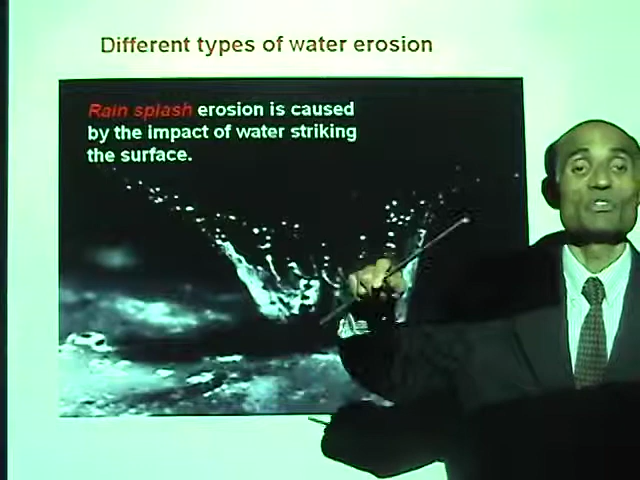 Different types of water erosion
Rain splash erosion is caused
by the impact of water striking
the surface.